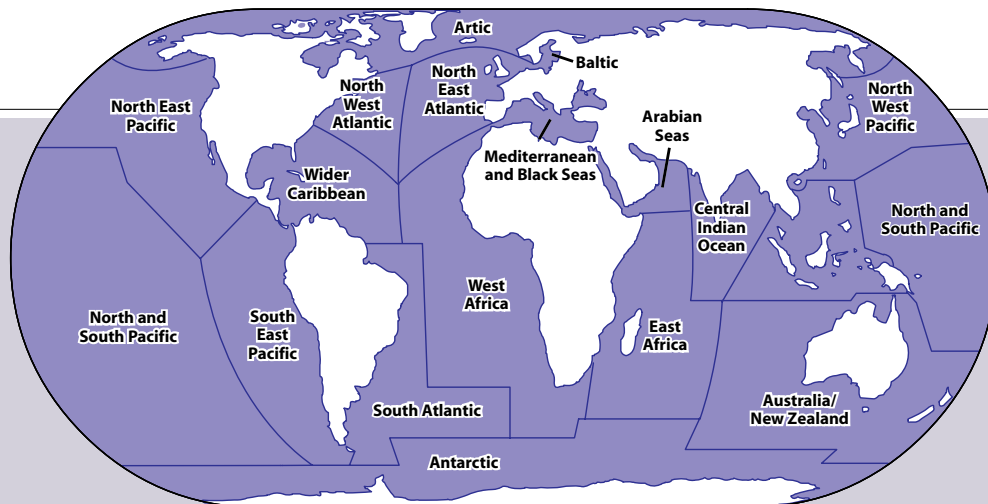 Artic
Baltic
North East
Pacific
North
West
Atlantic
North
East
Atlantic
North
West
Pacific
Arabian
Seas
Mediterranean
and Black Seas
Wider
Caribbean
Central
Indian
Ocean
North and
South Pacific
North and
South Pacific
South
East
Pacific
West
Africa
East
Africa
South Atlantic
Australia/
New Zealand
Antarctic